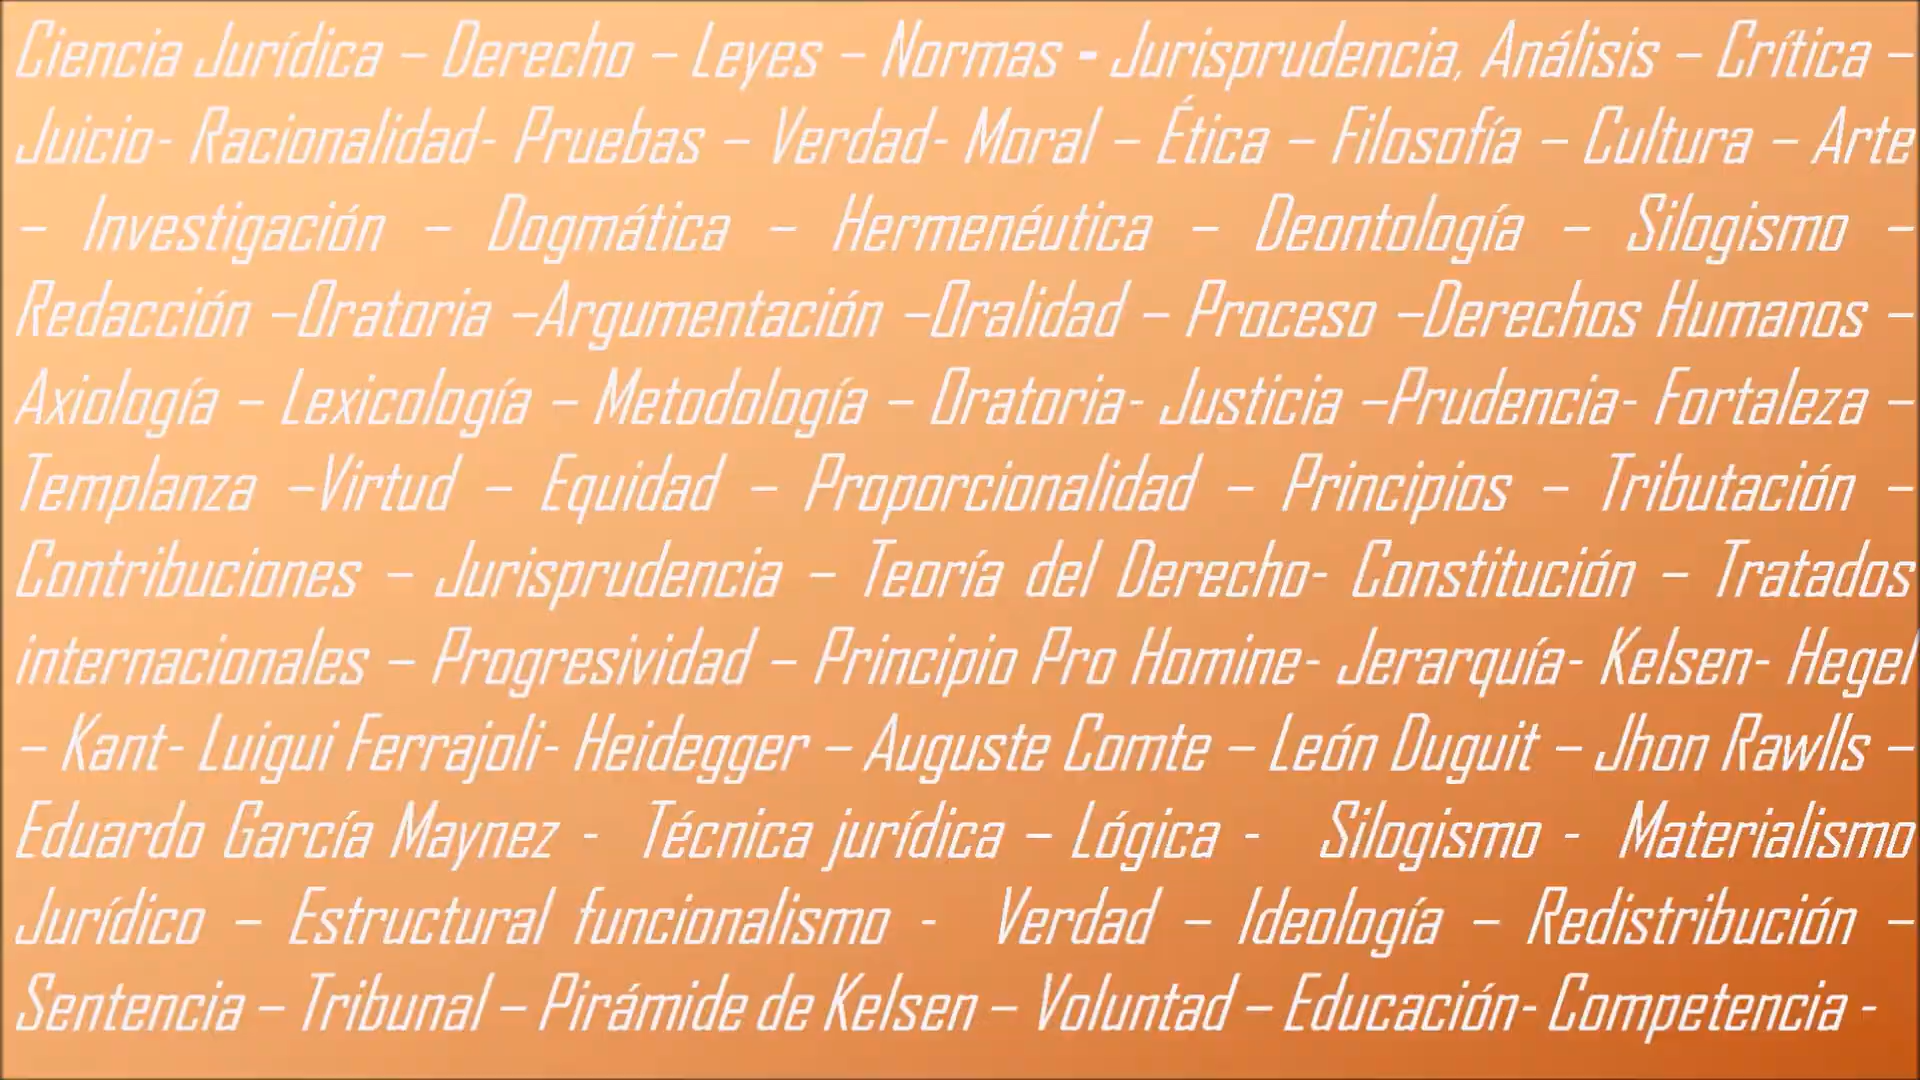 Ciencia Jurídica – Derecho – Leyes – Normas - Jurisprudencia, Análisis – Crítica –
Juicio- Racionalidad- Pruebas – Verdad- Moral – Ética – Filosofía – Cultura – Arte
– Investigación – Dogmática – Hermenéutica – Deontología – Silogismo –
Redacción –Oratoria –Argumentación –Oralidad – Proceso –Derechos Humanos –
Axiología – Lexicología – Metodología – Oratoria- Justicia –Prudencia- Fortaleza –
Templanza –Virtud – Equidad – Proporcionalidad – Principios – Tributación –
Contribuciones – Jurisprudencia – Teoría del Derecho- Constitución – Tratados
internacionales – Progresividad – Principio Pro Homine- Jerarquía- Kelsen- Hegel
– Kant- Luigui Ferrajoli- Heidegger – Auguste Comte – León Duguit – Jhon Rawlls –
Eduardo García Maynez - Técnica jurídica – Lógica - Silogismo - Materialismo
Jurídico – Estructural funcionalismo - Verdad – Ideología – Redistribución –
Sentencia – Tribunal – Pirámide de Kelsen – Voluntad – Educación- Competencia -